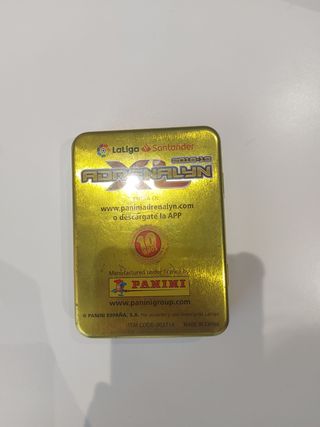 LaLiga Santander
2018-19
ADRENALYN XL
www.paniniadrenalyn.com
o descárgate la APP
10
Manufactured under licence by
PANINI
www.paninigroup.com
© PANINI ESPAÑA, S.A.
MADE IN CHINA